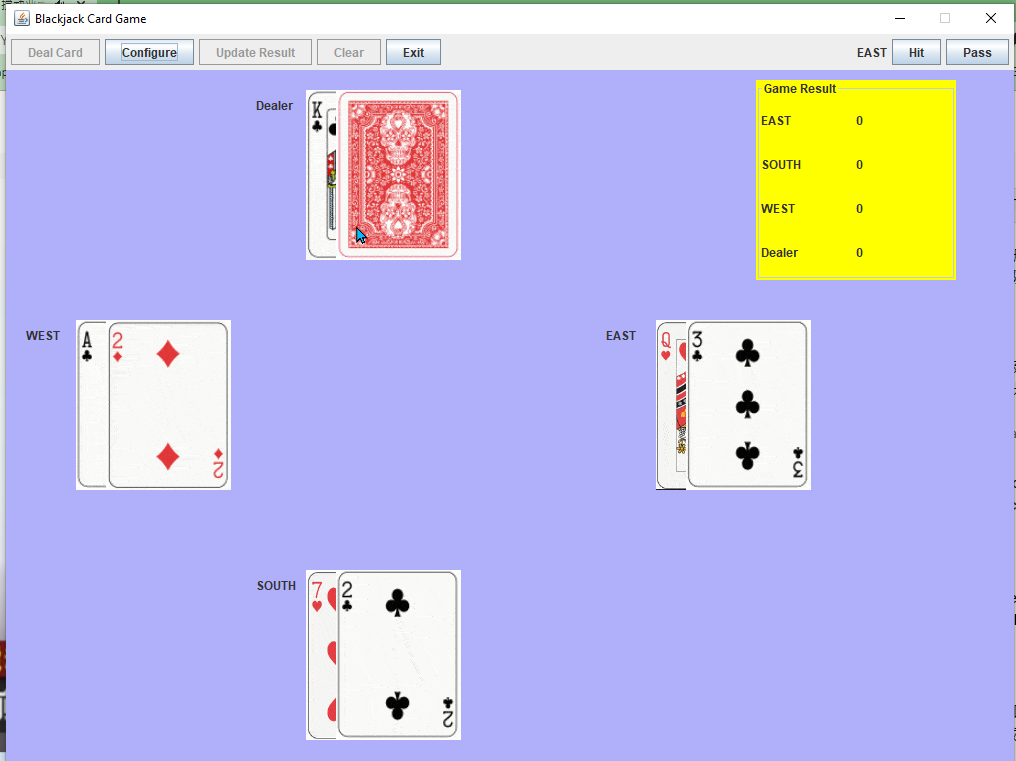 Blackjack Card Game
Deal Card Configure Update Result Clear Exit EAST Hit Pass
Dealer
K
Game Result
EAST 0
SOUTH 0
WEST 0
Dealer 0
WEST
A 2
2
EAST
Q 3
3
SOUTH
7 2
2